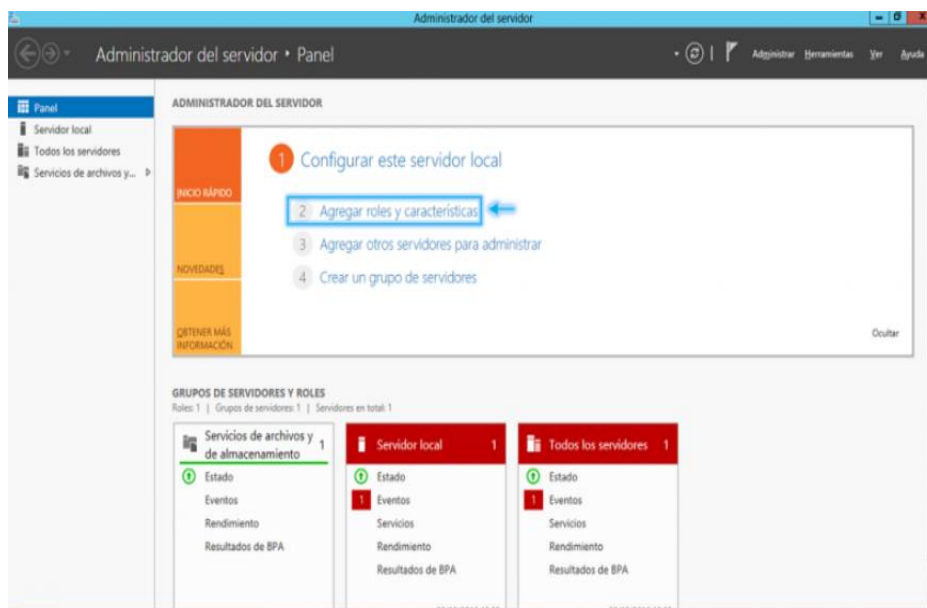 Administrador del servidor
Administrador del servidor • Panel
Administrar Herramientas Ver Ayuda
Panel
Servidor local
Todos los servidores
Servicios de archivos y...
ADMINISTRADOR DEL SERVIDOR
INICIO RÁPIDO
NOVEDADES
OBTENER MÁS
INFORMACIÓN
1 Configurar este servidor local
2 Agregar roles y características
3 Agregar otros servidores para administrar
4 Crear un grupo de servidores
Ocultar
GRUPOS DE SERVIDORES Y ROLES
Roles: 1 | Grupos de servidores: 1 | Servidores en total: 1
Servicios de archivos y
de almacenamiento
1
Estado
Eventos
Rendimiento
Resultados de BPA
Servidor local 1
Estado
1 Eventos
Servicios
Rendimiento
Resultados de BPA
Todos los servidores 1
Estado
1 Eventos
Servicios
Rendimiento
Resultados de BPA